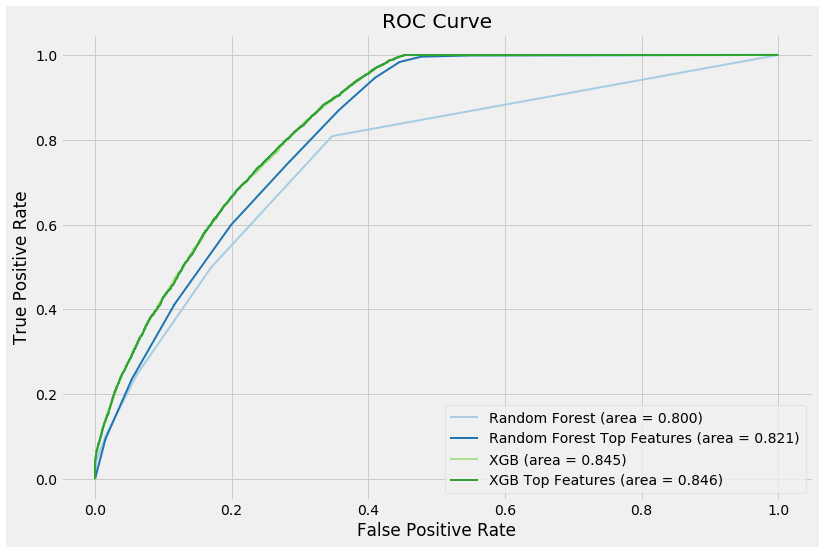 ROC Curve
True Positive Rate
1.0
0.8
0.6
0.4
0.2
0.0
Random Forest (area = 0.800)
Random Forest Top Features (area = 0.821)
XGB (area = 0.845)
XGB Top Features (area = 0.846)
0.0 0.2 0.4 0.6 0.8 1.0
False Positive Rate